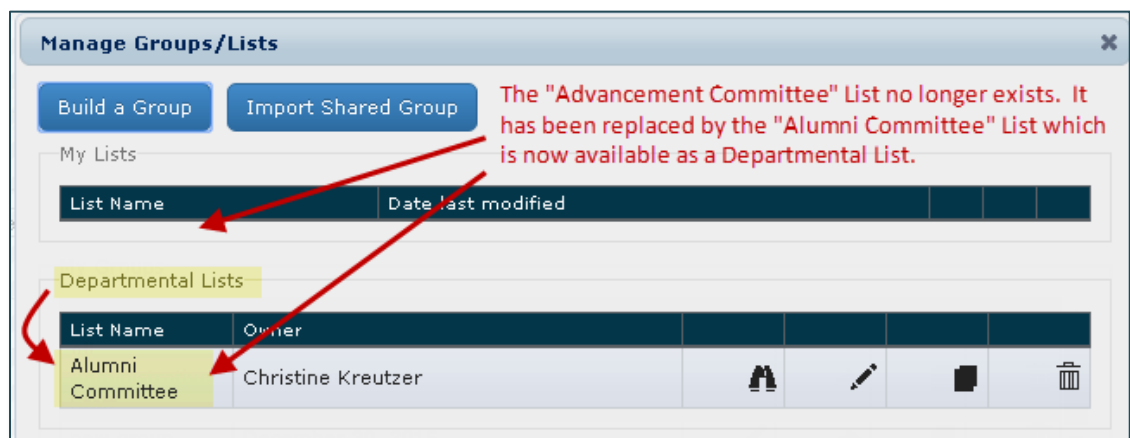 Manage Groups/Lists
Build a Group
Import Shared Group
The "Advancement Committee" List no longer exists. It
has been replaced by the "Alumni Committee" List which
is now available as a Departmental List.
My Lists
List Name Date last modified
Departmental Lists
List Name Owner
Alumni
Committee
Christine Kreutzer